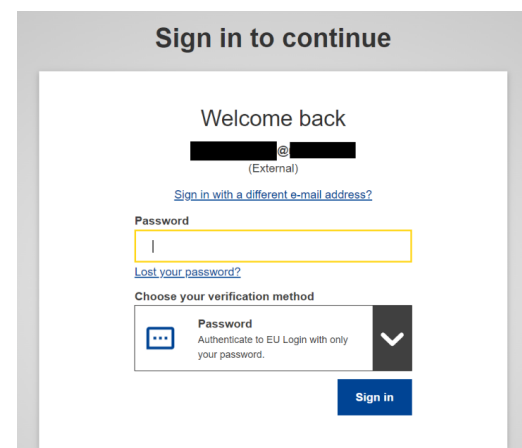 Sign in to continue
Welcome back
@
(External)
Sign in with a different e-mail address?
Password
Lost your password?
Choose your verification method
Password
Authenticate to EU Login with only
your password.
Sign in